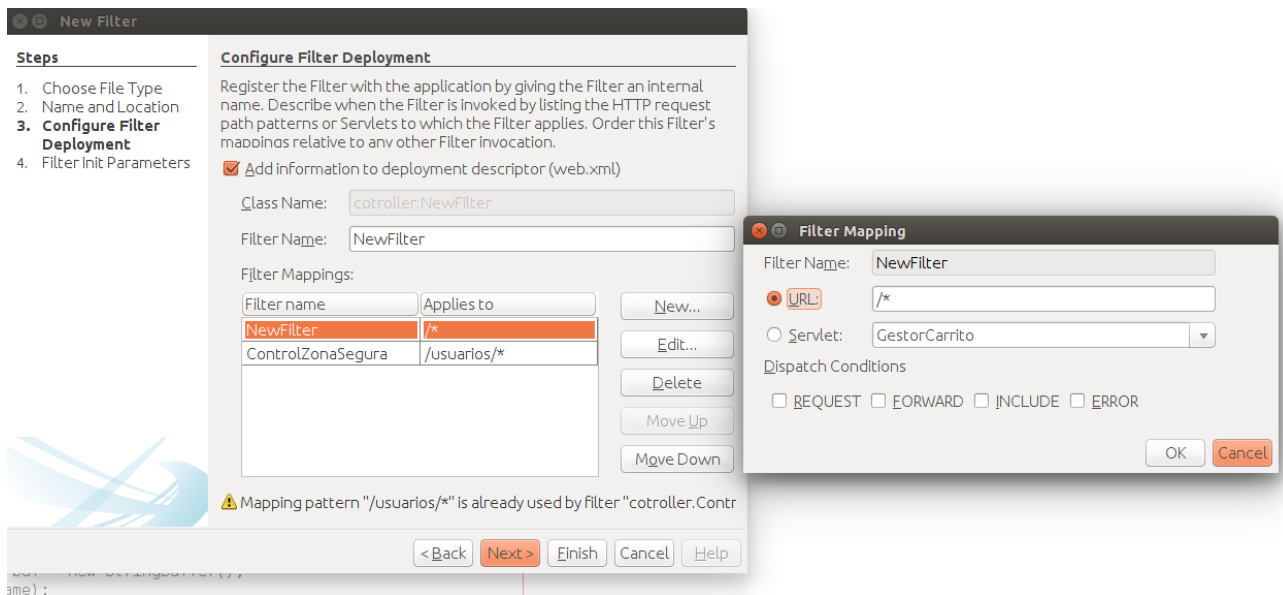 New Filter
Steps
1. Choose File Type
2. Name and Location
3. Configure Filter
Deployment
4. Filter Init Parameters
Configure Filter Deployment
Register the Filter with the application by giving the Filter an internal
name. Describe when the Filter is invoked by listing the HTTP request
path patterns or Servlets to which the Filter applies. Order this Filter's
mappings relative to any other Filter invocation.
Add information to deployment descriptor (web.xml)
Class Name: cotroller.NewFilter
Filter Name: NewFilter
Filter Mappings:
Filter name Applies to
NewFilter /*
ControlZonaSegura /usuarios/*
New...
Edit...
Delete
Move Up
Move Down
Mapping pattern "/usuarios/*" is already used by filter "cotroller.Contr
< Back Next > Finish Cancel Help
new StringBuffer();
ame);
Filter Mapping
Filter Name: NewFilter
URL: /*
Servlet: GestorCarrito
Dispatch Conditions
REQUEST FORWARD INCLUDE ERROR
OK Cancel